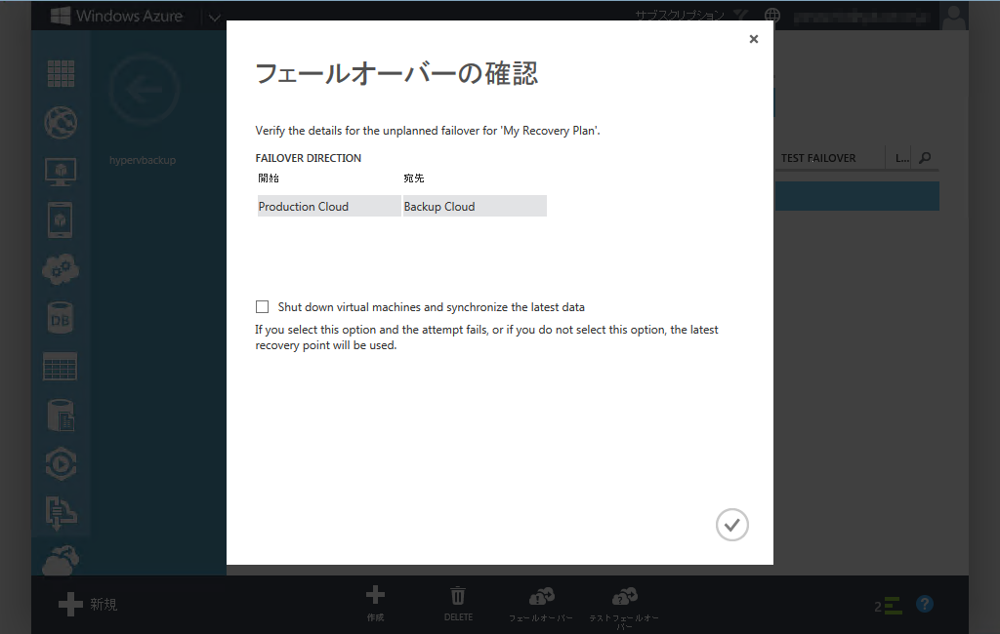 Windows Azure
サブスクリプション
フェールオーバーの確認
hypervbackup
Verify the details for the unplanned failover for 'My Recovery Plan'.
FAILOVER DIRECTION
開始 宛先
Production Cloud Backup Cloud
TEST FAILOVER L...
Shut down virtual machines and synchronize the latest data
If you select this option and the attempt fails, or if you do not select this option, the latest
recovery point will be used.
DB
新規
作成
DELETE
フェールオーバー
テストフェールオー
バー
2
?